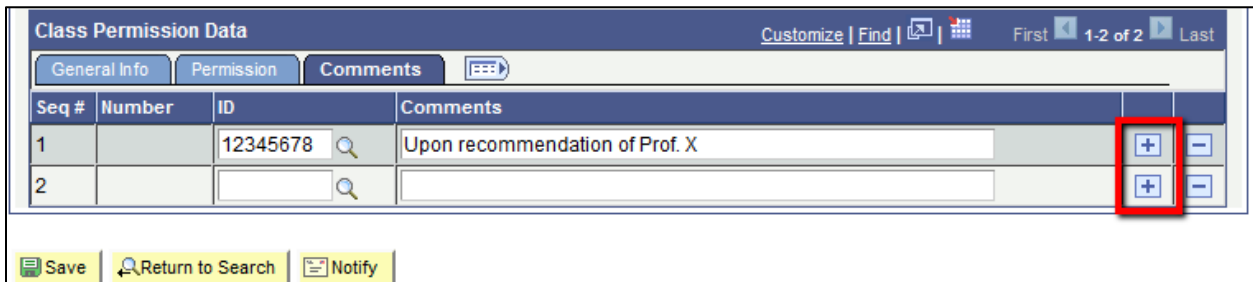 Class Permission Data Customize | Find | | First 1-2 of 2 Last
General Info Permission Comments
Seq # Number ID Comments
1 12345678 Upon recommendation of Prof. X
2
Save Return to Search Notify